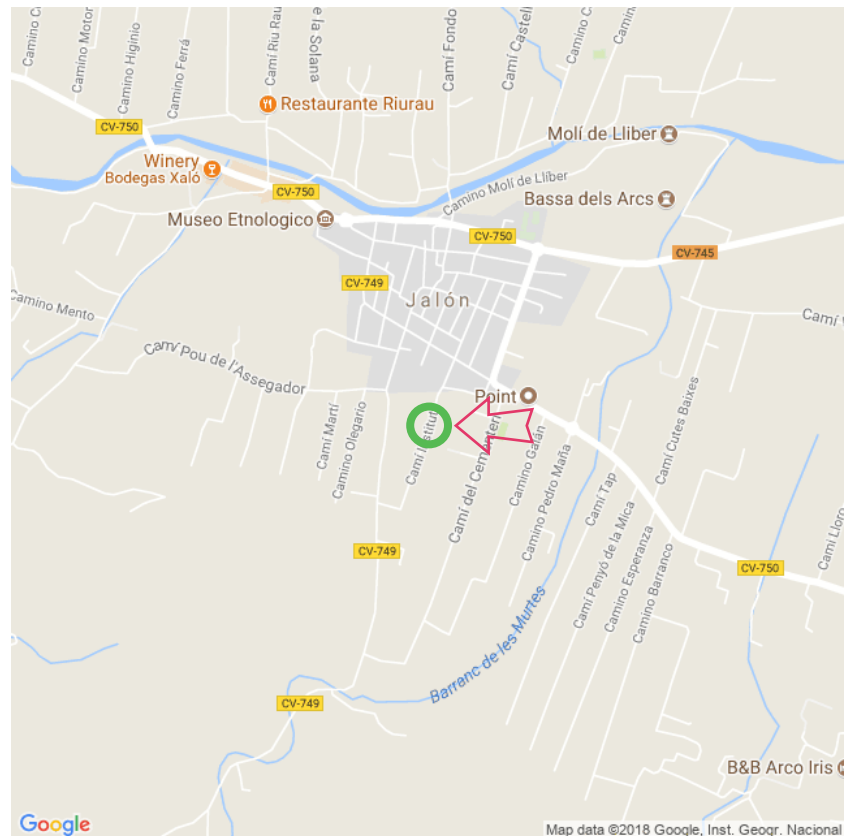 Camino C
Camino Motor
Camino Higinio
Camino Ferrá
Camí Riu Rau
de la Solana
Camí Fondo
Camí Castell
Camí C
Restaurante Riurau
CV-750
Molí de Llíber
Winery
Bodegas Xaló
CV-750
Camino Molí de Llíber
Bassa dels Arcs
Museo Etnologico
CV-750
CV-745
CV-749
Jalón
Camino Mento
Camí V
Camí Pou de l'Assegador
Point
Camí Martí
Camino Olegario
Camí Institut
Camí del Cementeri
Camino Galán
Camino Pedro Maña
Camí Cutes Baixes
Camí Tap
Camí Penyó de la Mica
Camino Esperanza
Camino Barranco
Camí Lloro
CV-749
CV-750
Barranc de les Murtes
CV-749
B&B Arco Iris
Google
Map data ©2018 Google, Inst. Geogr. Nacional